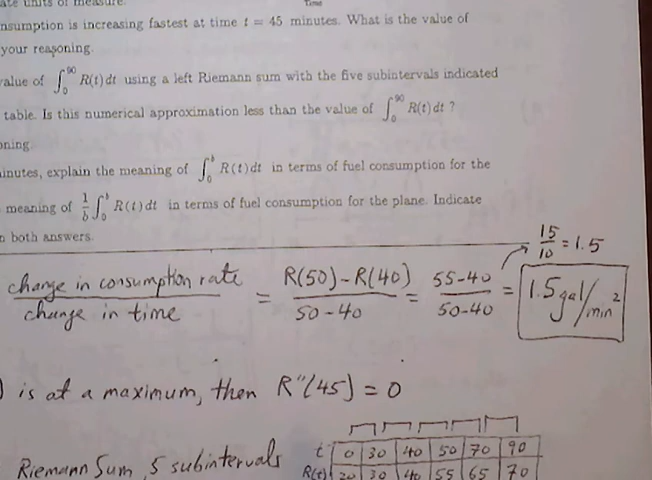 ate units of measure.
Time
nsumption is increasing fastest at time t = 45 minutes. What is the value of
your reasoning.
value of ∫₀⁹⁰ R(t) dt using a left Riemann sum with the five subintervals indicated
table. Is this numerical approximation less than the value of ∫₀⁹⁰ R(t) dt ?
oning.
inutes, explain the meaning of ∫₀ᵇ R(t) dt in terms of fuel consumption for the
meaning of 1/b ∫₀ᵇ R(t) dt in terms of fuel consumption for the plane. Indicate
n both answers.
15/10 = 1.5
change in consumption rate / change in time = R(50)-R(40) / 50-40 = 55-40 / 50-40 = 1.5 gal/min²
) is at a maximum, then R''(45) = 0
Riemann Sum, 5 subintervals
t 0 30 40 50 70 90
R(t) 20 30 40 55 65 70